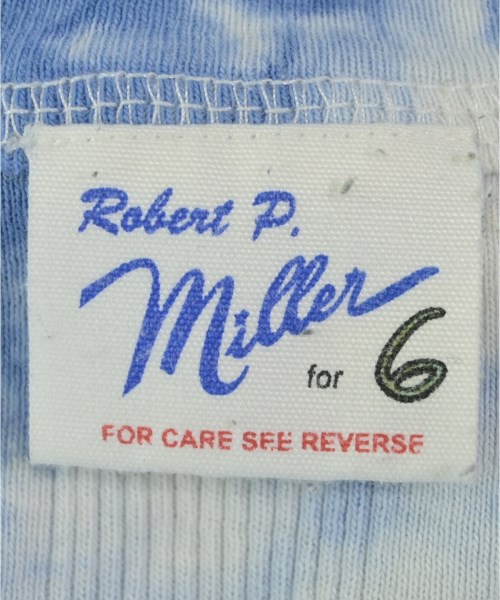 Robert P.
Miller
for 6
FOR CARE SEE REVERSE